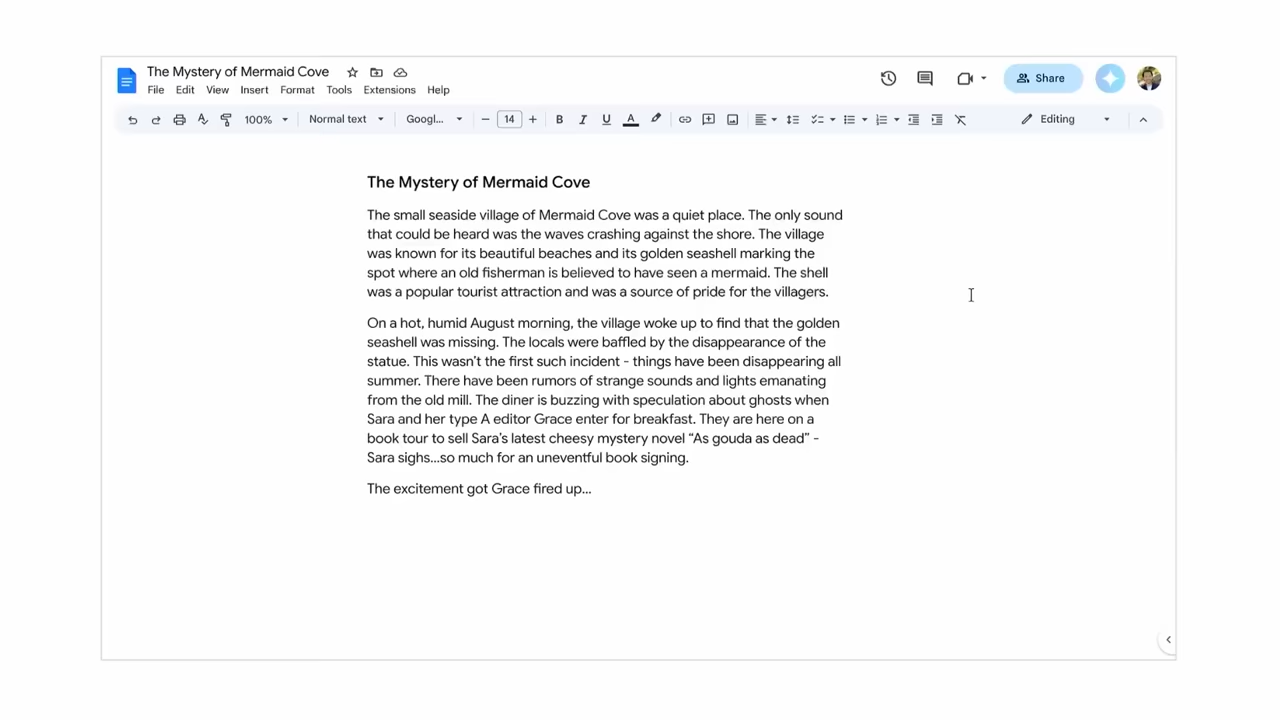 The Mystery of Mermaid Cove
File Edit View Insert Format Tools Extensions Help
Share
100% Normal text Googl... 14 B I U A Editing
The Mystery of Mermaid Cove
The small seaside village of Mermaid Cove was a quiet place. The only sound
that could be heard was the waves crashing against the shore. The village
was known for its beautiful beaches and its golden seashell marking the
spot where an old fisherman is believed to have seen a mermaid. The shell
was a popular tourist attraction and was a source of pride for the villagers.
On a hot, humid August morning, the village woke up to find that the golden
seashell was missing. The locals were baffled by the disappearance of the
statue. This wasn't the first such incident - things have been disappearing all
summer. There have been rumors of strange sounds and lights emanating
from the old mill. The diner is buzzing with speculation about ghosts when
Sara and her type A editor Grace enter for breakfast. They are here on a
book tour to sell Sara's latest cheesy mystery novel “As gouda as dead” -
Sara sighs...so much for an uneventful book signing.
The excitement got Grace fired up...